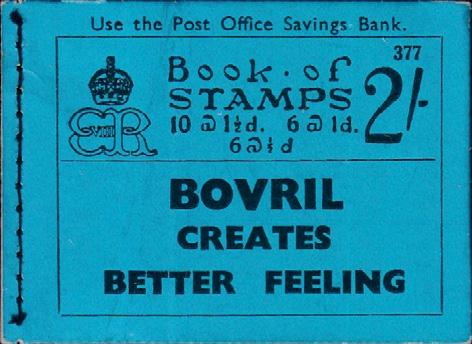 Use the Post Office Savings Bank.
377
Book · of
STAMPS
2/-
10 @ 1½d. 6 @ 1d.
6 @ ½d
EVIIIR
BOVRIL
CREATES
BETTER FEELING